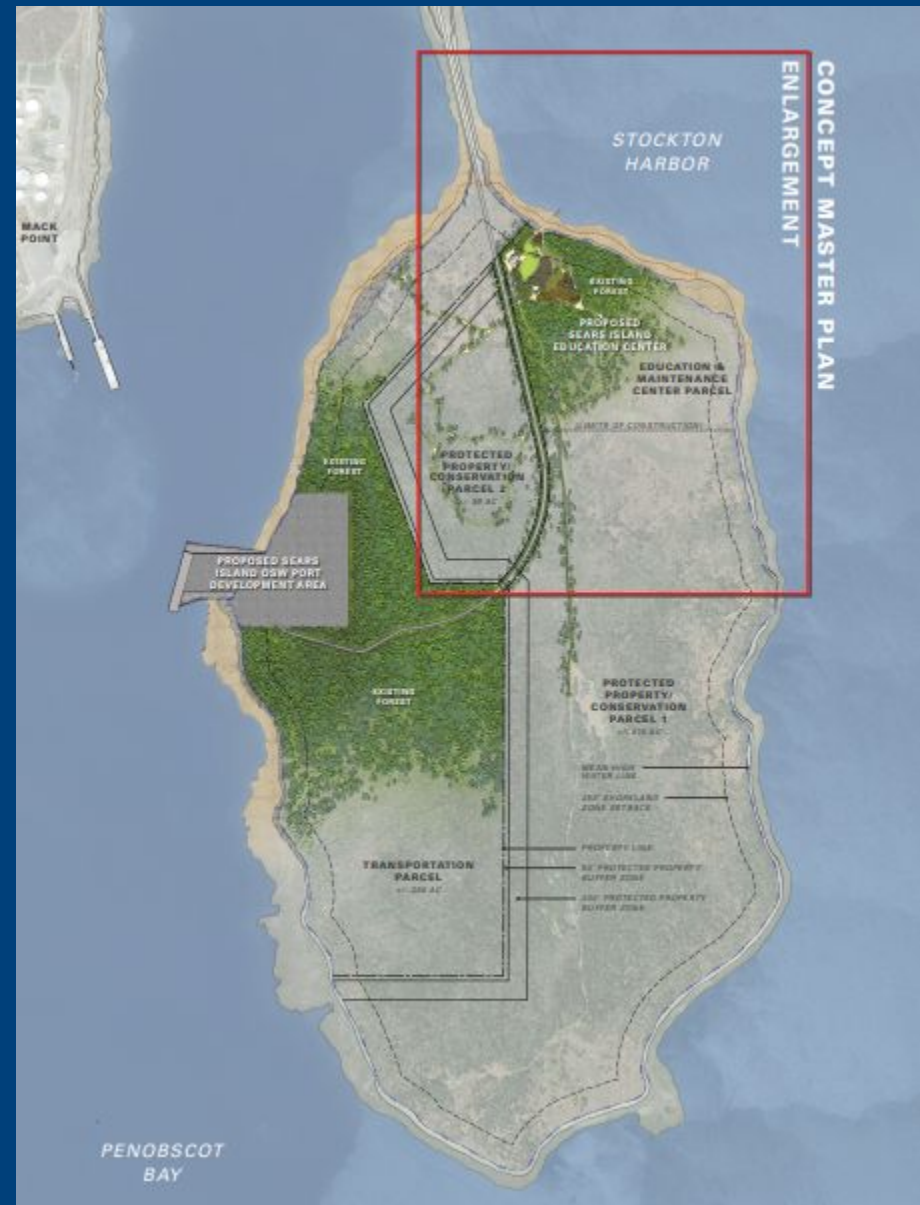 CONCEPT MASTER PLAN
ENLARGEMENT
STOCKTON
HARBOR
MACK
POINT
EXISTING
FOREST
PROPOSED
SEARS ISLAND
EDUCATION CENTER
EDUCATION &
MAINTENANCE
CENTER PARCEL
LIMITS OF CONSTRUCTION
PROTECTED
PROPERTY/
CONSERVATION
PARCEL 2
EXISTING
FOREST
PROPOSED SEARS
ISLAND OSW PORT
DEVELOPMENT AREA
EXISTING
FOREST
PROTECTED
PROPERTY/
CONSERVATION
PARCEL 1
MEAN HIGH
WATER LINE
250' SHORELAND
ZONE SETBACK
PROPERTY LINE
PROTECTED PROPERTY
BUFFER ZONE
PROTECTED PROPERTY
BUFFER ZONE
TRANSPORTATION
PARCEL
PENOBSCOT
BAY